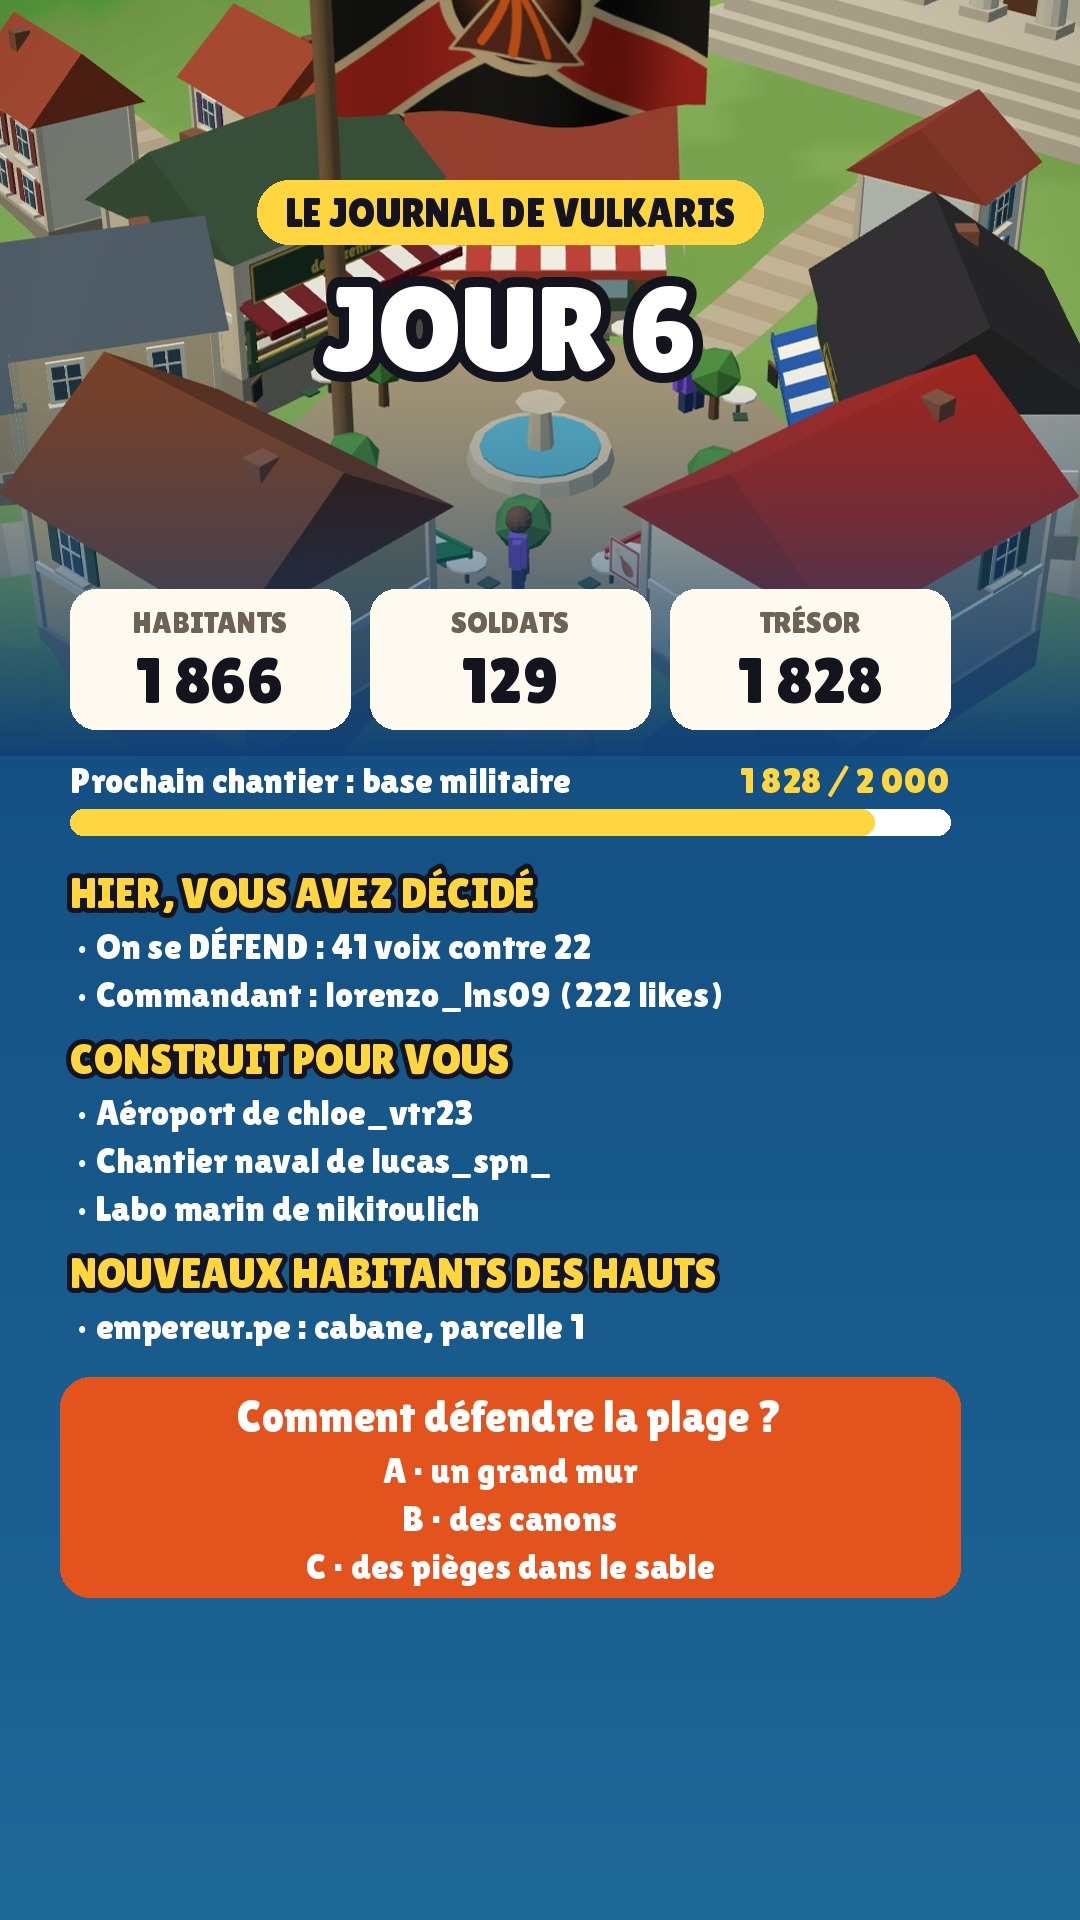 LE JOURNAL DE VULKARIS
JOUR 6
HABITANTS
1 866
SOLDATS
129
TRÉSOR
1 828
Prochain chantier : base militaire
1 828 / 2 000
HIER, VOUS AVEZ DÉCIDÉ
· On se DÉFEND : 41 voix contre 22
· Commandant : lorenzo_lns09 (222 likes)
CONSTRUIT POUR VOUS
· Aéroport de chloe_vtr23
· Chantier naval de lucas_spn_
· Labo marin de nikitoulich
NOUVEAUX HABITANTS DES HAUTS
· empereur.pe : cabane, parcelle 1
Comment défendre la plage ?
A · un grand mur
B · des canons
C · des pièges dans le sable